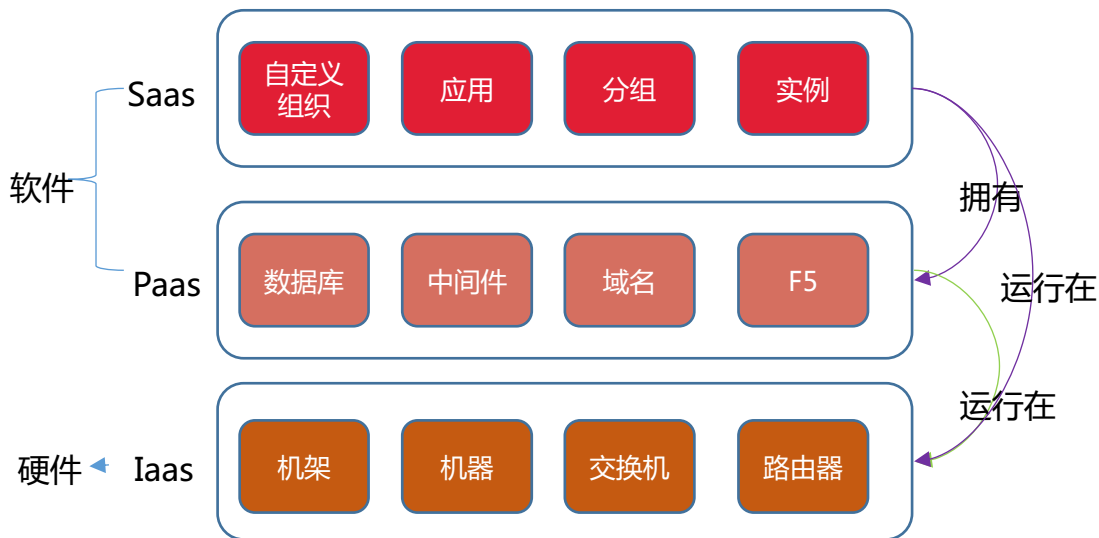 Saas
自定义
组织
应用
分组
实例
软件
拥有
Paas
数据库
中间件
域名
F5
运行在
运行在
硬件
Iaas
机架
机器
交换机
路由器